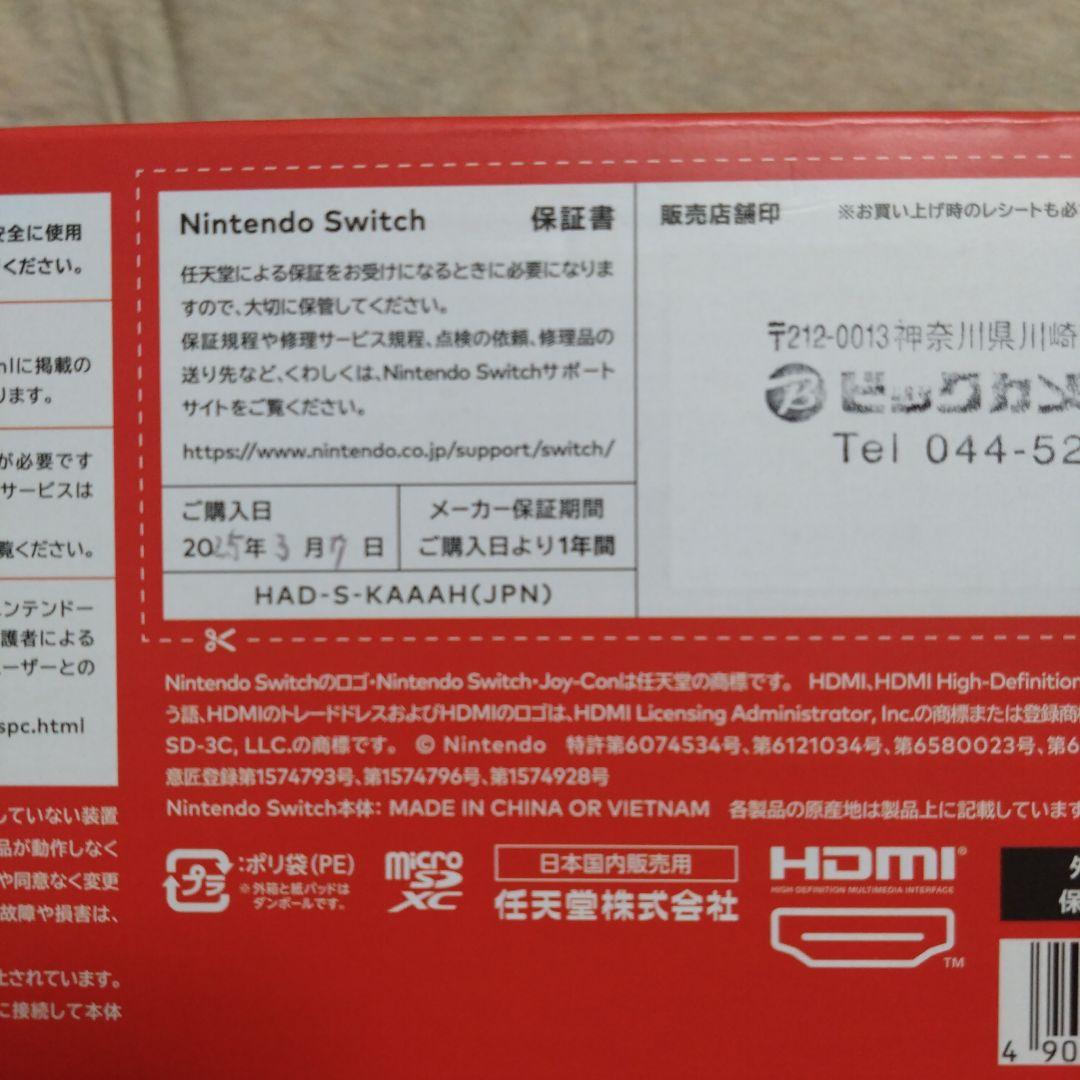 安全に使用
ください。
mlに掲載の
ります。
が必要です
サービスは
覧ください。
ニンテンドー
護者による
ーザーとの
spc.html
していない装置
品が動作しなく
や同意なく変更
故障や損害は、
止されています。
に接続して本体
Nintendo Switch 保証書
任天堂による保証をお受けになるときに必要になりま
すので、大切に保管してください。
保証規程や修理サービス規程、点検の依頼、修理品の
送り先など、くわしくは、Nintendo Switchサポート
サイトをご覧ください。
https://www.nintendo.co.jp/support/switch/
ご購入日
2025年 3月 7日
メーカー保証期間
ご購入日より1年間
HAD-S-KAAAH(JPN)
販売店舗印 ※お買い上げ時のレシートも必
〒212-0013 神奈川県川崎
B ビックカメ
Tel 044-52
Nintendo Switchのロゴ・Nintendo Switch・Joy-Conは任天堂の商標です。 HDMI、HDMI High-Definition
う語、HDMIのトレードドレスおよびHDMIのロゴは、HDMI Licensing Administrator, Inc.の商標または登録商
SD-3C, LLC.の商標です。 © Nintendo 特許第6074534号、第6121034号、第6580023号、第6
意匠登録第1574793号、第1574796号、第1574928号
Nintendo Switch本体: MADE IN CHINA OR VIETNAM 各製品の原産地は製品上に記載しています
プラ :ポリ袋(PE)
※外箱と紙パッドは
ダンボールです。
micro SD XC
日本国内販売用
任天堂株式会社
HDMI®
HIGH-DEFINITION MULTIMEDIA INTERFACE
TM
保
4 90